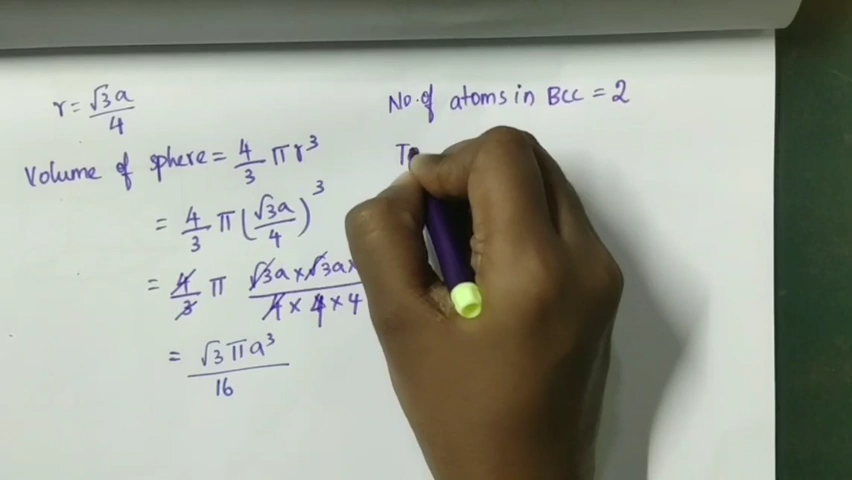 r = √3a/4
Volume of sphere = 4/3 πr³
= 4/3 π (√3a/4)³
= 4/3 π √3a × √3a × / 4 × 4 × 4
= √3πa³/16
No. of atoms in BCC = 2
T